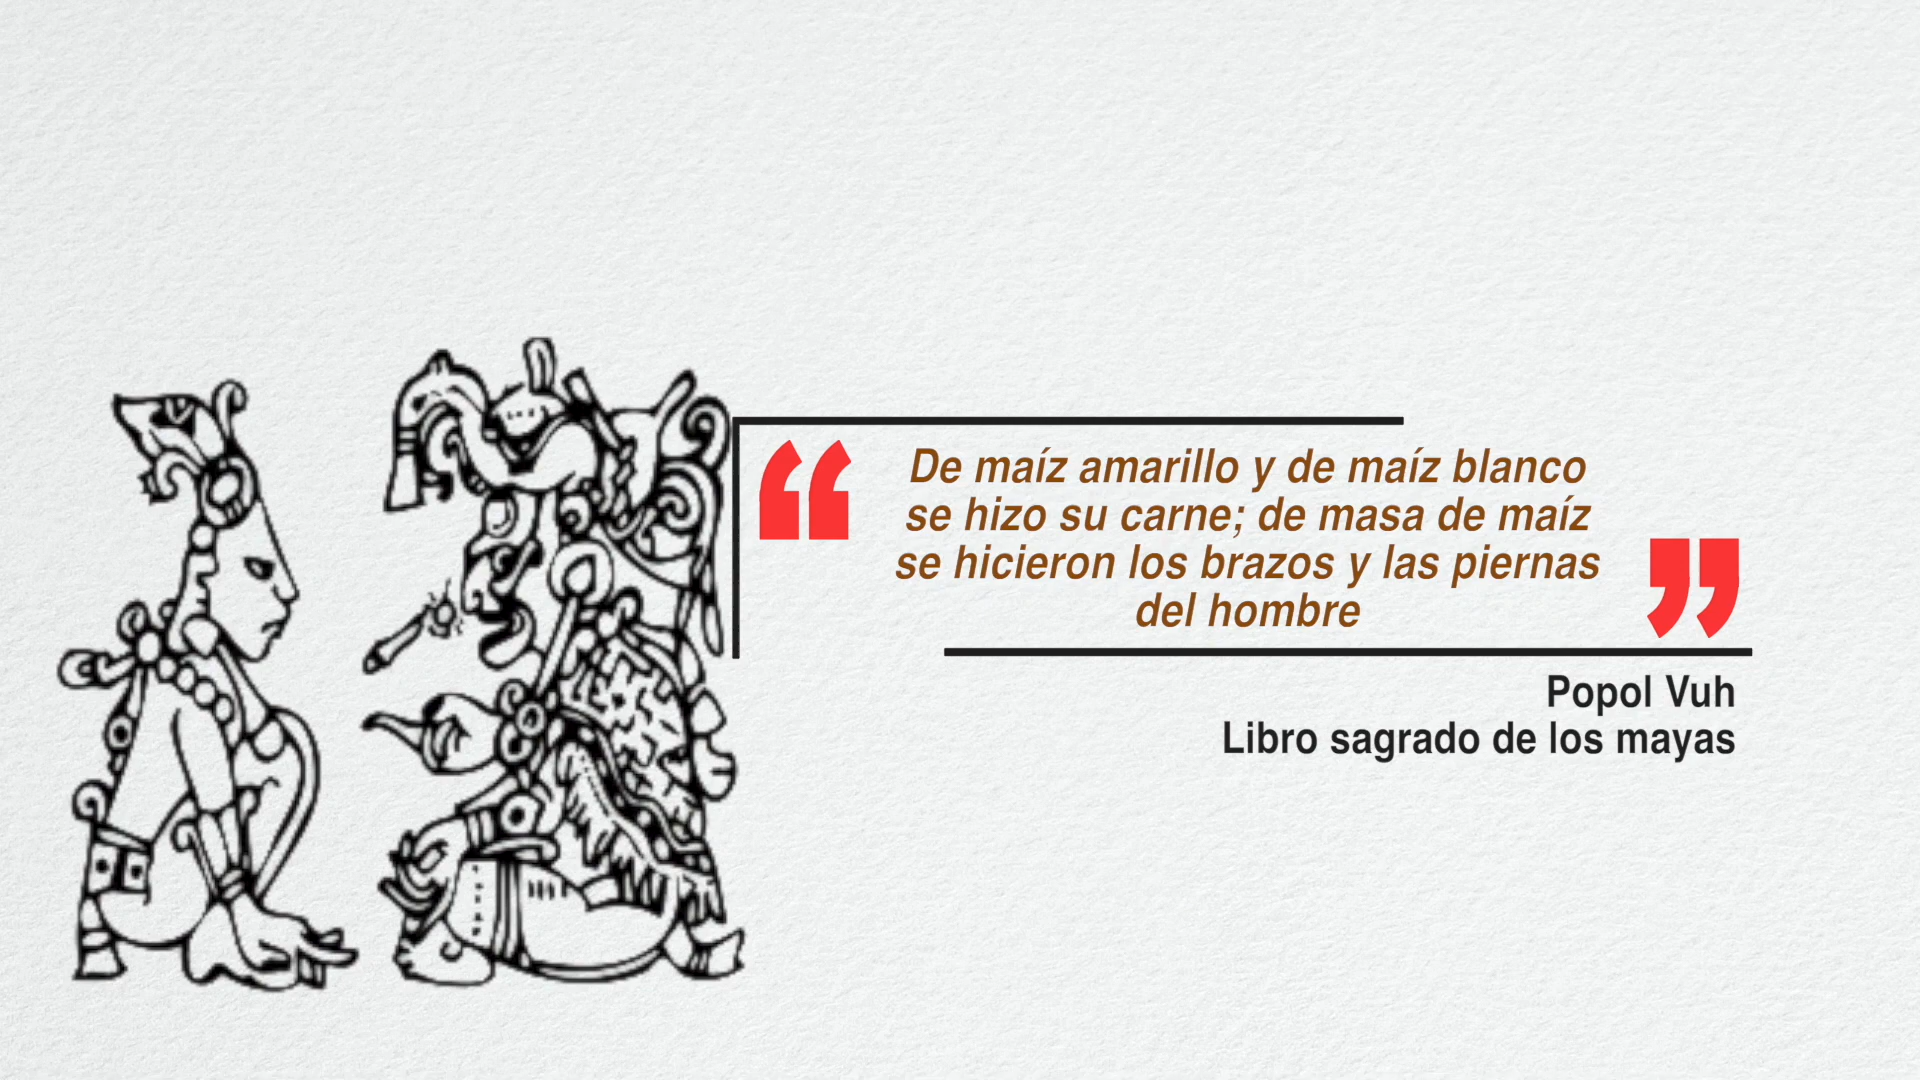 “De maíz amarillo y de maíz blanco
se hizo su carne; de masa de maíz
se hicieron los brazos y las piernas
del hombre”
Popol Vuh
Libro sagrado de los mayas